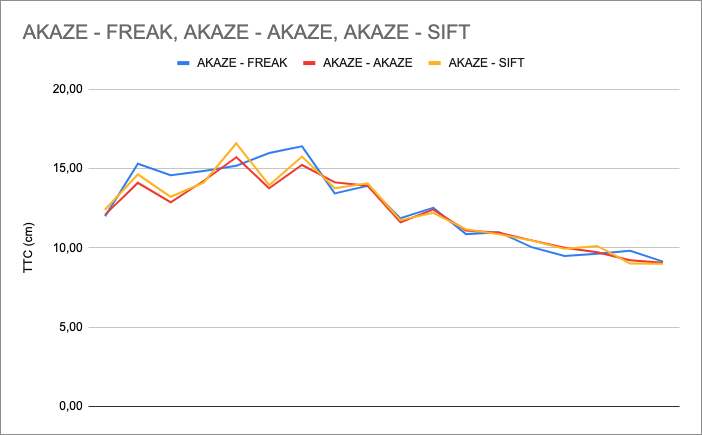 AKAZE - FREAK, AKAZE - AKAZE, AKAZE - SIFT
AKAZE - FREAK AKAZE - AKAZE AKAZE - SIFT
20,00
15,00
10,00
5,00
0,00
TTC (cm)